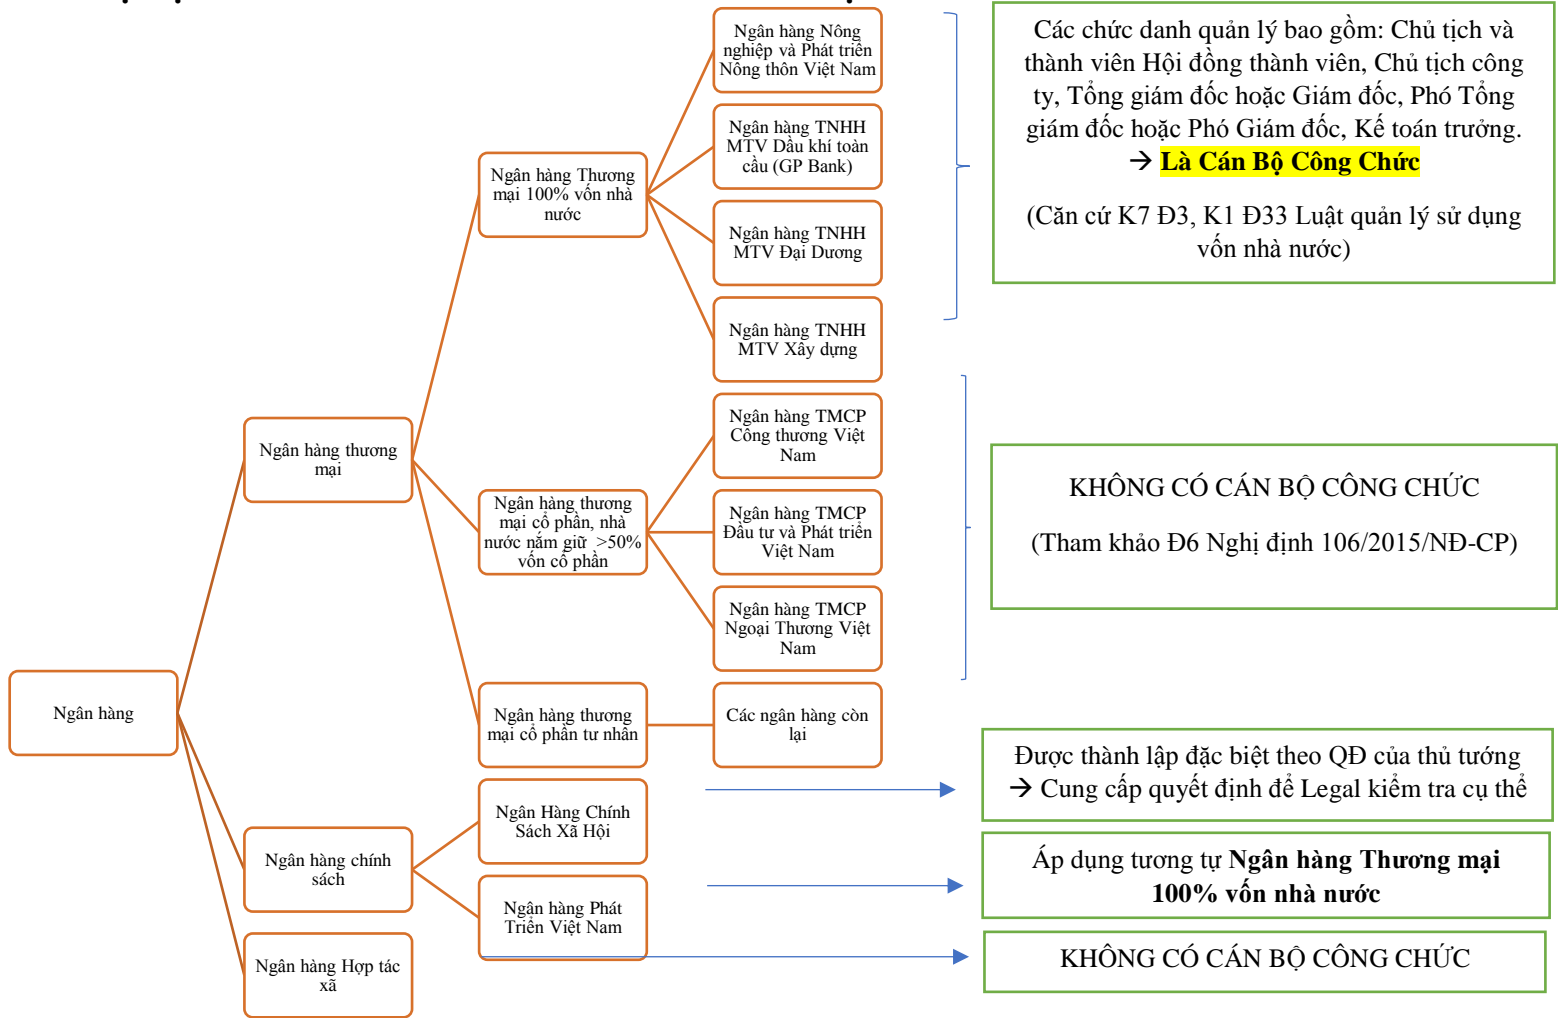 Ngân hàng
Ngân hàng thương
mại
Ngân hàng Thương
mại 100% vốn nhà
nước
Ngân hàng Nông
nghiệp và Phát triển
Nông thôn Việt Nam
Ngân hàng TNHH
MTV Dầu khí toàn
cầu (GP Bank)
Ngân hàng TNHH
MTV Đại Dương
Ngân hàng TNHH
MTV Xây dựng
Các chức danh quản lý bao gồm: Chủ tịch và
thành viên Hội đồng thành viên, Chủ tịch công
ty, Tổng giám đốc hoặc Giám đốc, Phó Tổng
giám đốc hoặc Phó Giám đốc, Kế toán trưởng.
→ Là Cán Bộ Công Chức
(Căn cứ K7 Đ3, K1 Đ33 Luật quản lý sử dụng
vốn nhà nước)
Ngân hàng thương
mại cổ phần, nhà
nước nắm giữ >50%
vốn cổ phần
Ngân hàng TMCP
Công thương Việt
Nam
Ngân hàng TMCP
Đầu tư và Phát triển
Việt Nam
Ngân hàng TMCP
Ngoại Thương Việt
Nam
KHÔNG CÓ CÁN BỘ CÔNG CHỨC
(Tham khảo Đ6 Nghị định 106/2015/NĐ-CP)
Ngân hàng thương
mại cổ phần tư nhân
Các ngân hàng còn
lại
Ngân hàng chính
sách
Ngân Hàng Chính
Sách Xã Hội
Được thành lập đặc biệt theo QĐ của thủ tướng
→ Cung cấp quyết định để Legal kiểm tra cụ thể
Ngân hàng Phát
Triển Việt Nam
Áp dụng tương tự Ngân hàng Thương mại
100% vốn nhà nước
Ngân hàng Hợp tác
xã
KHÔNG CÓ CÁN BỘ CÔNG CHỨC